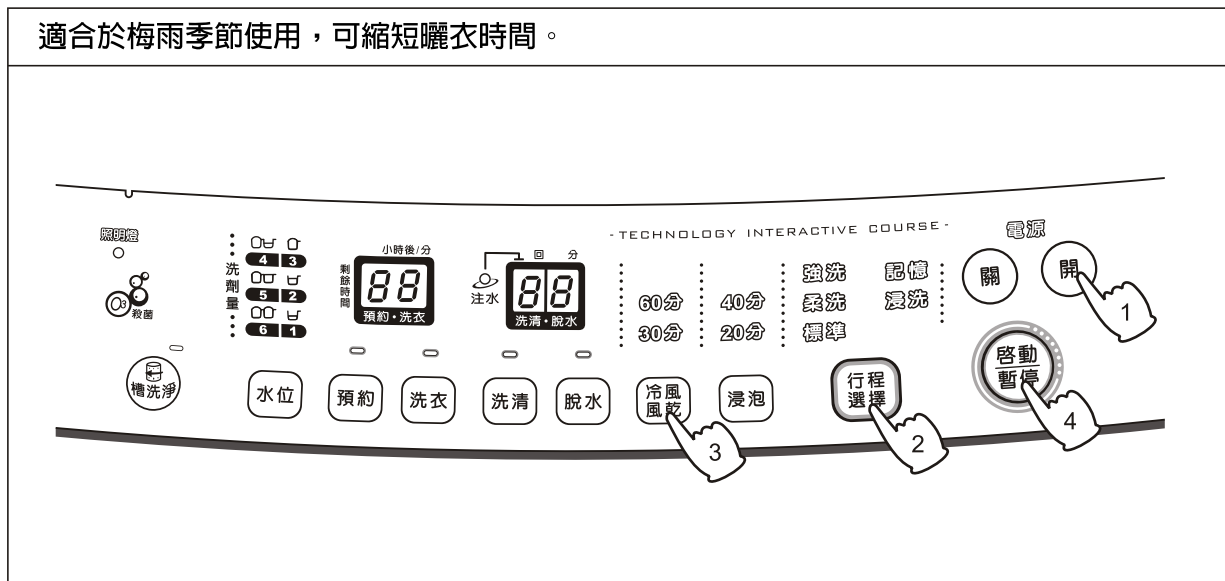 適合於梅雨季節使用，可縮短曬衣時間。
照明燈
O3
殺菌
槽洗淨
洗劑量
4 3
5 2
6 1
水位
小時後/分
剩餘時間
88
預約・洗衣
預約
洗衣
回 分
注水
88
洗清・脫水
洗清
脫水
- TECHNOLOGY INTERACTIVE COURSE -
60分 40分
30分 20分
冷風
風乾
浸泡
強洗 記憶
柔洗 浸洗
標準
行程
選擇
電源
關
開
啓動
暫停
1
2
3
4